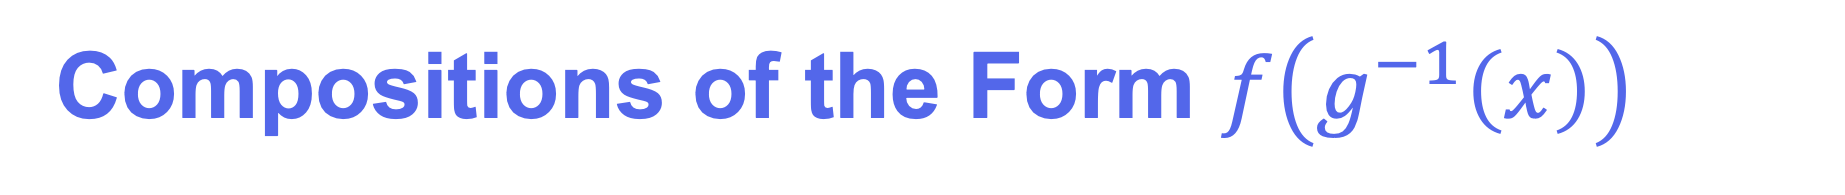 Compositions of the Form f(g⁻¹(x))